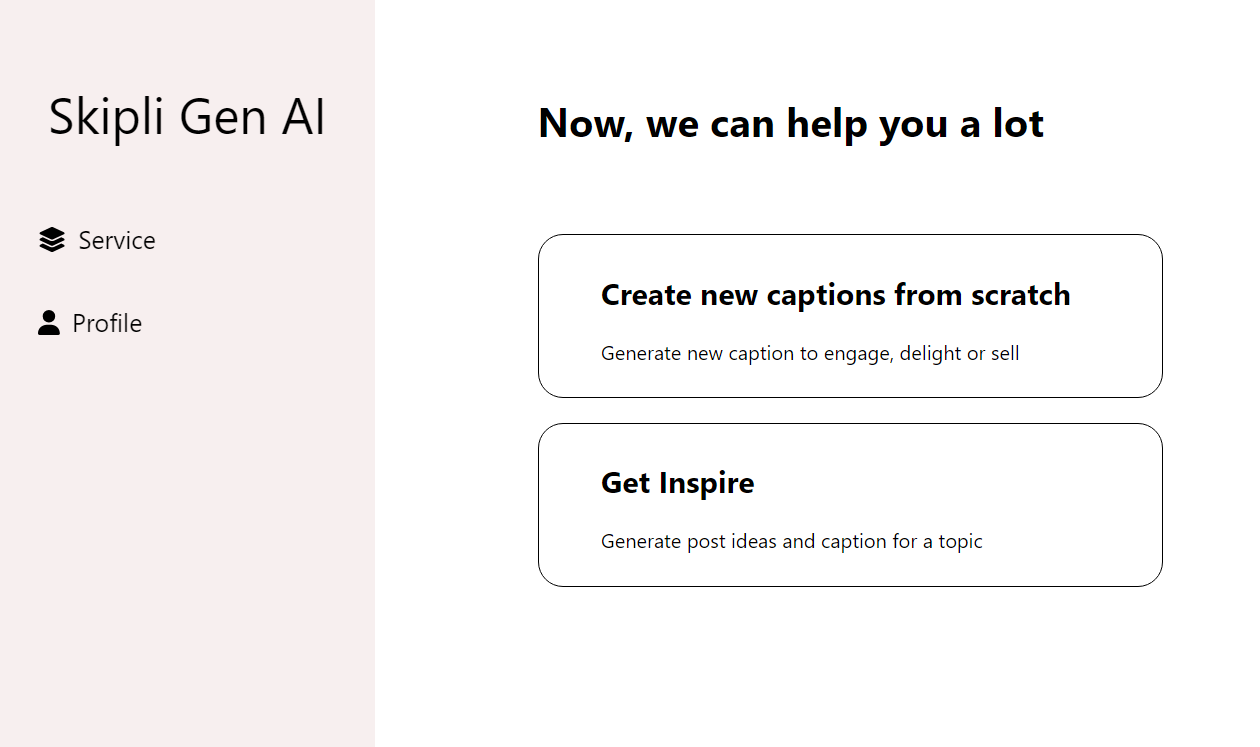 Skipli Gen AI
Service
Profile
Now, we can help you a lot
Create new captions from scratch
Generate new caption to engage, delight or sell
Get Inspire
Generate post ideas and caption for a topic